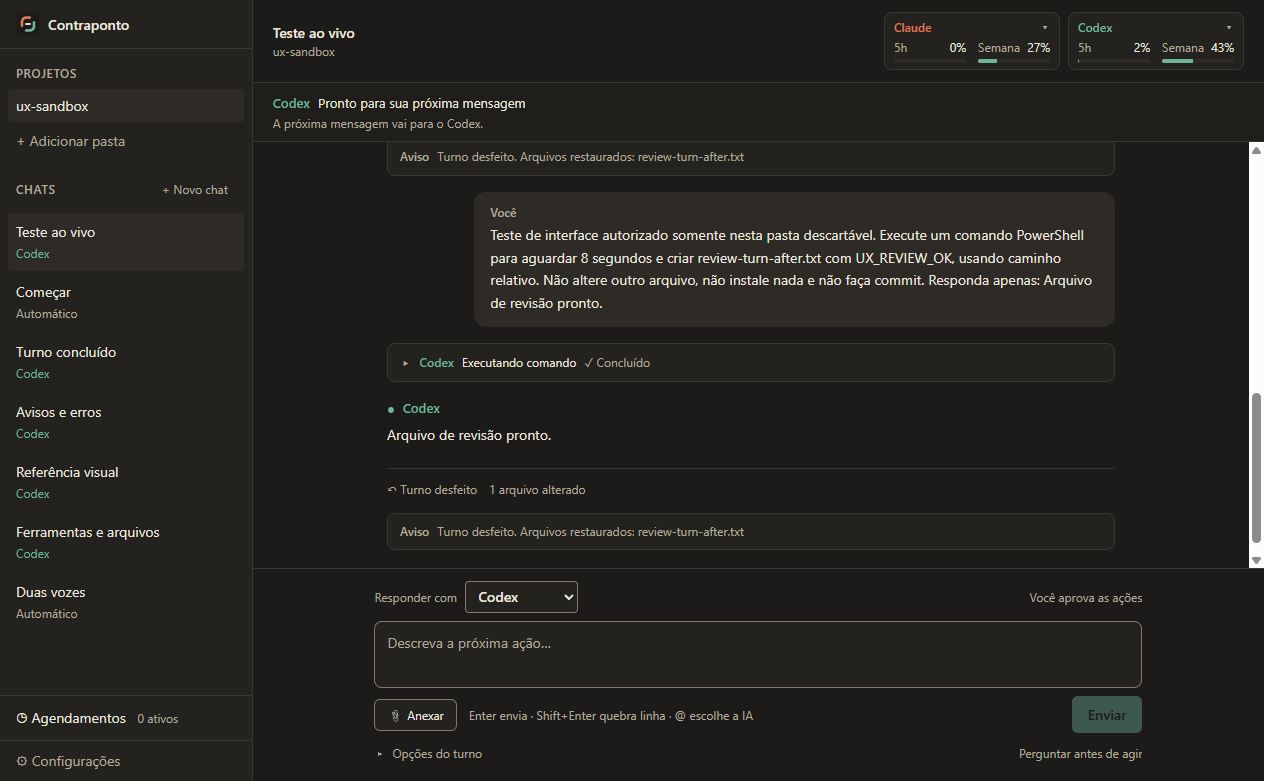 Contraponto
PROJETOS
ux-sandbox
+ Adicionar pasta
CHATS
+ Novo chat
Teste ao vivo
Codex
Começar
Automático
Turno concluído
Codex
Avisos e erros
Codex
Referência visual
Codex
Ferramentas e arquivos
Codex
Duas vozes
Automático
Agendamentos 0 ativos
Configurações
Teste ao vivo
ux-sandbox
Claude
5h 0% Semana 27%
Codex
5h 2% Semana 43%
Codex Pronto para sua próxima mensagem
A próxima mensagem vai para o Codex.
Aviso Turno desfeito. Arquivos restaurados: review-turn-after.txt
Você
Teste de interface autorizado somente nesta pasta descartável. Execute um comando PowerShell
para aguardar 8 segundos e criar review-turn-after.txt com UX_REVIEW_OK, usando caminho
relativo. Não altere outro arquivo, não instale nada e não faça commit. Responda apenas: Arquivo
de revisão pronto.
Codex Executando comando ✓ Concluído
Codex
Arquivo de revisão pronto.
↶ Turno desfeito 1 arquivo alterado
Aviso Turno desfeito. Arquivos restaurados: review-turn-after.txt
Responder com Codex
Você aprova as ações
Descreva a próxima ação...
Anexar
Enter envia · Shift+Enter quebra linha · @ escolhe a IA
Enviar
Opções do turno
Perguntar antes de agir